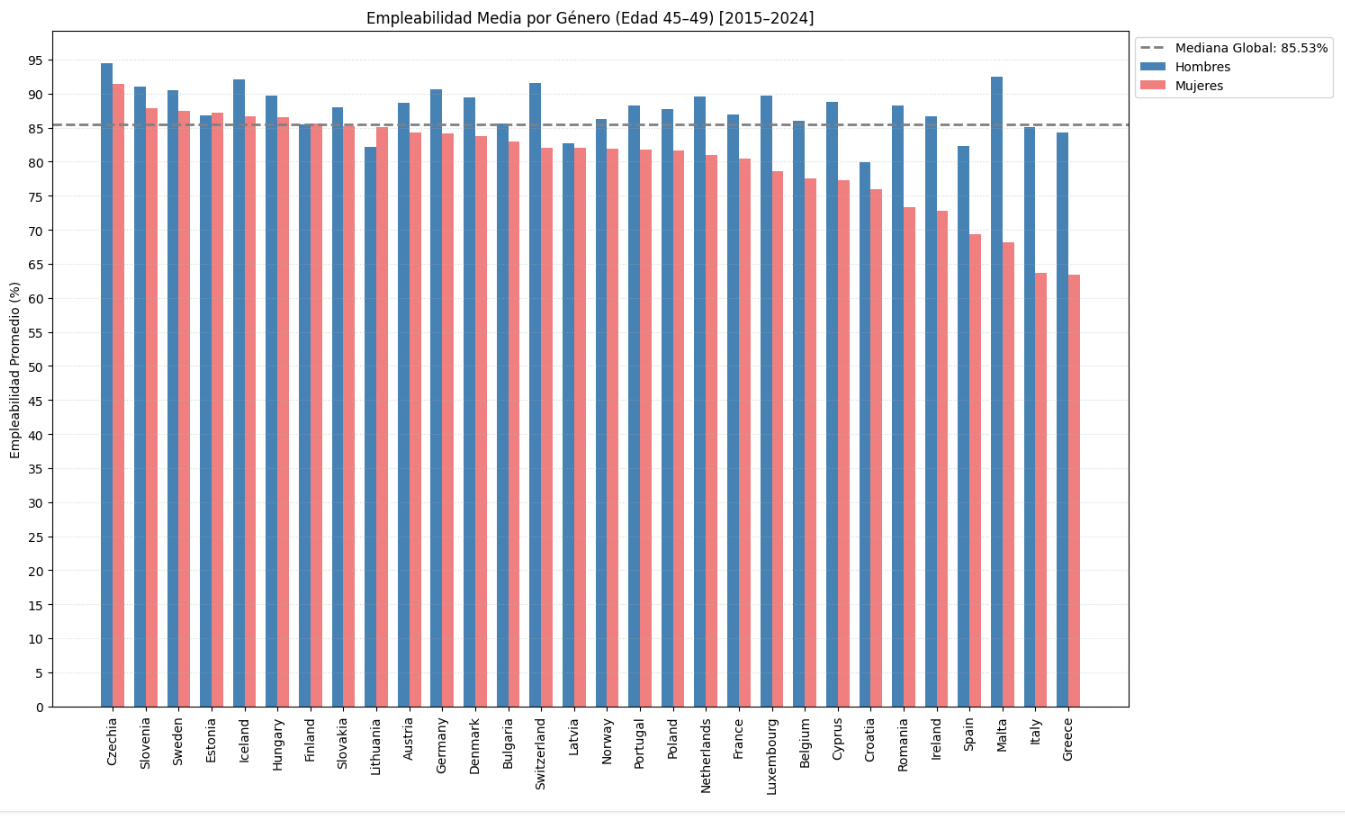 Empleabilidad Media por Género (Edad 45–49) [2015–2024]
Mediana Global: 85.53%
Hombres
Mujeres
Empleabilidad Promedio (%)
95
90
85
80
75
70
65
60
55
50
45
40
35
30
25
20
15
10
5
0
Czechia
Slovenia
Sweden
Estonia
Iceland
Hungary
Finland
Slovakia
Lithuania
Austria
Germany
Denmark
Bulgaria
Switzerland
Latvia
Norway
Portugal
Poland
Netherlands
France
Luxembourg
Belgium
Cyprus
Croatia
Romania
Ireland
Spain
Malta
Italy
Greece